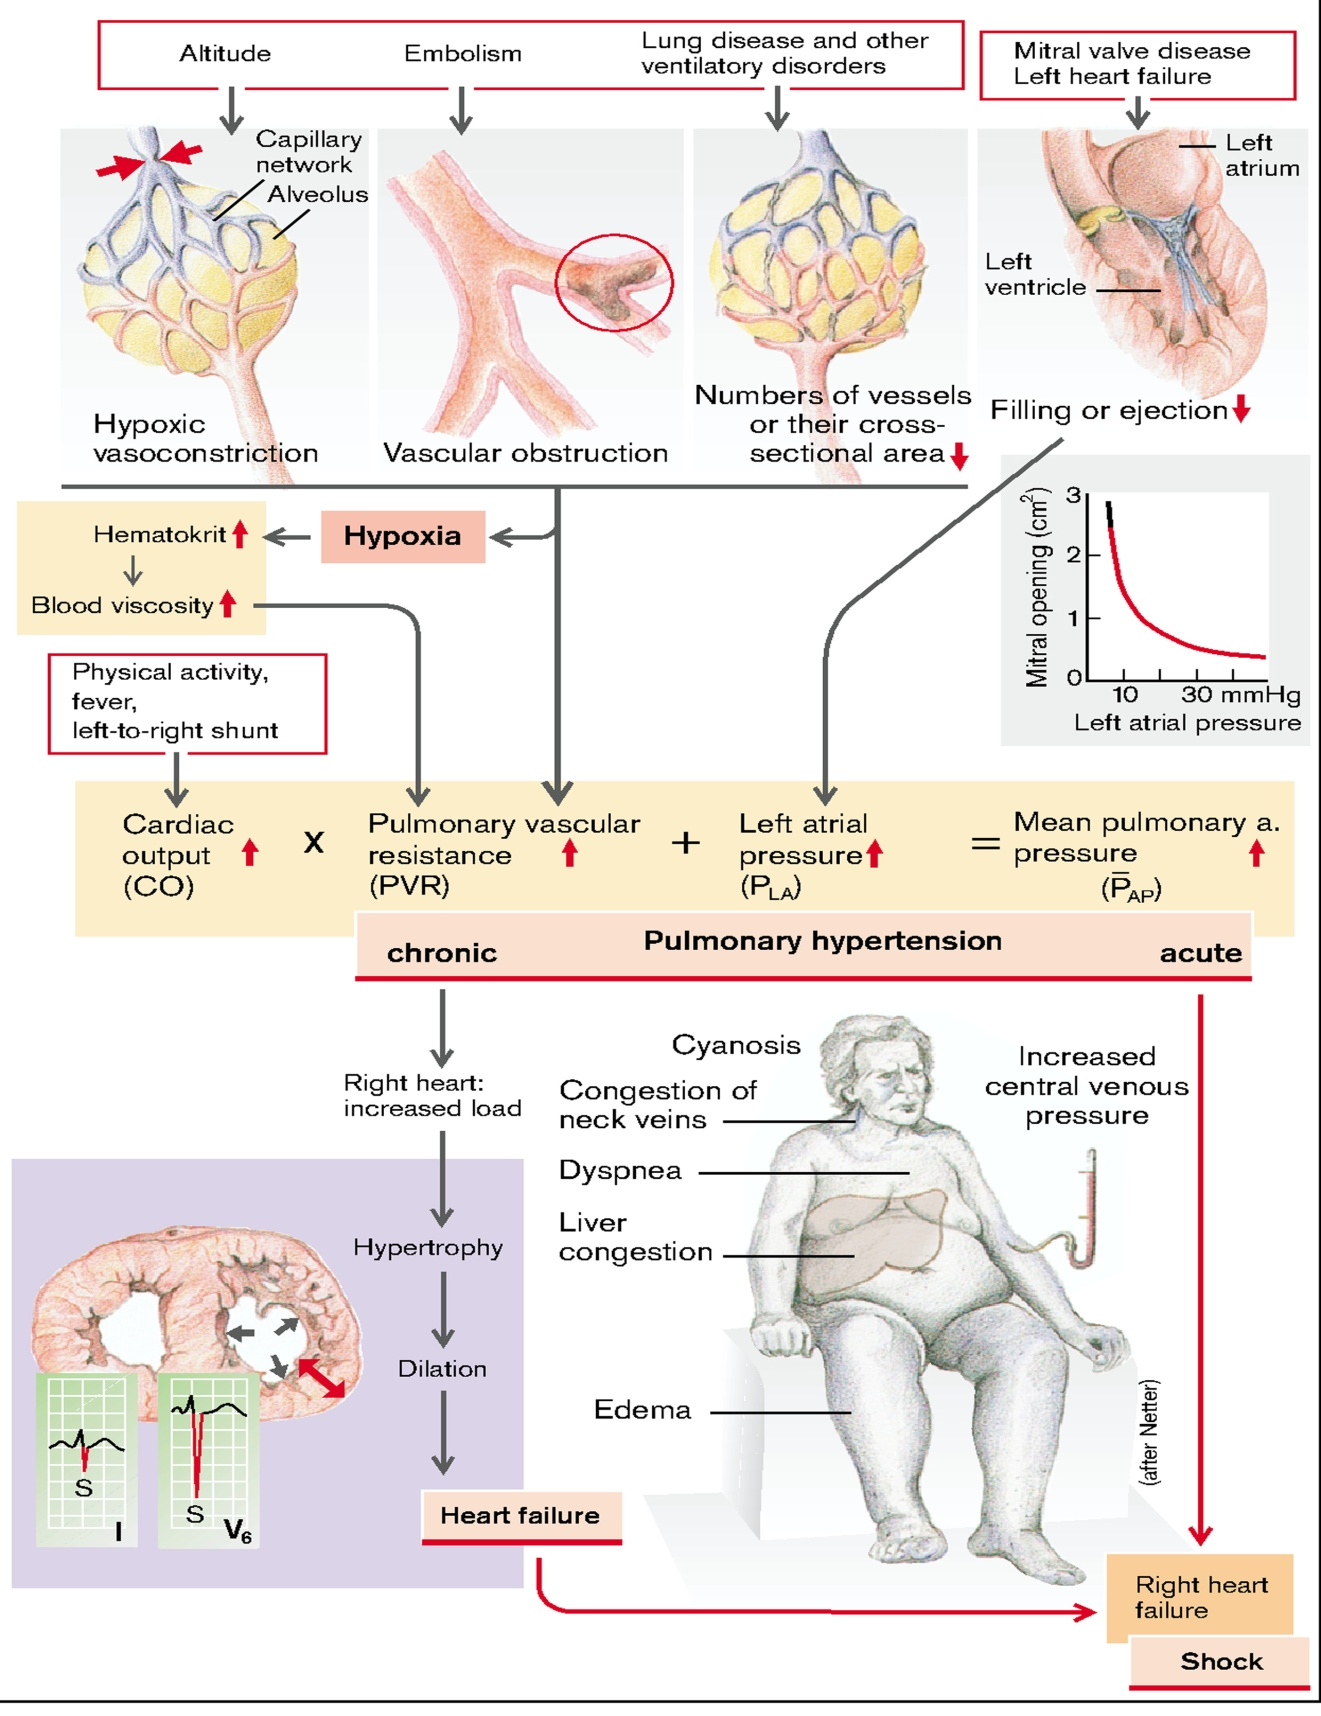 Altitude
Embolism
Lung disease and other
ventilatory disorders
Mitral valve disease
Left heart failure
Capillary
network
Alveolus
Left
atrium
Left
ventricle
Hypoxic
vasoconstriction
Vascular obstruction
Numbers of vessels
or their cross-
sectional area
Filling or ejection
Hematokrit
Hypoxia
Blood viscosity
Mitral opening (cm²)
3
2
1
0
10 30 mmHg
Left atrial pressure
Physical activity,
fever,
left-to-right shunt
Cardiac
output
(CO)
x
Pulmonary vascular
resistance
(PVR)
+
Left atrial
pressure
(PLA)
=
Mean pulmonary a.
pressure
(P̅AP)
chronic
Pulmonary hypertension
acute
Right heart:
increased load
Hypertrophy
Dilation
Heart failure
S
I
S
V₆
Cyanosis
Congestion of
neck veins
Dyspnea
Liver
congestion
Edema
Increased
central venous
pressure
(after Netter)
Right heart
failure
Shock